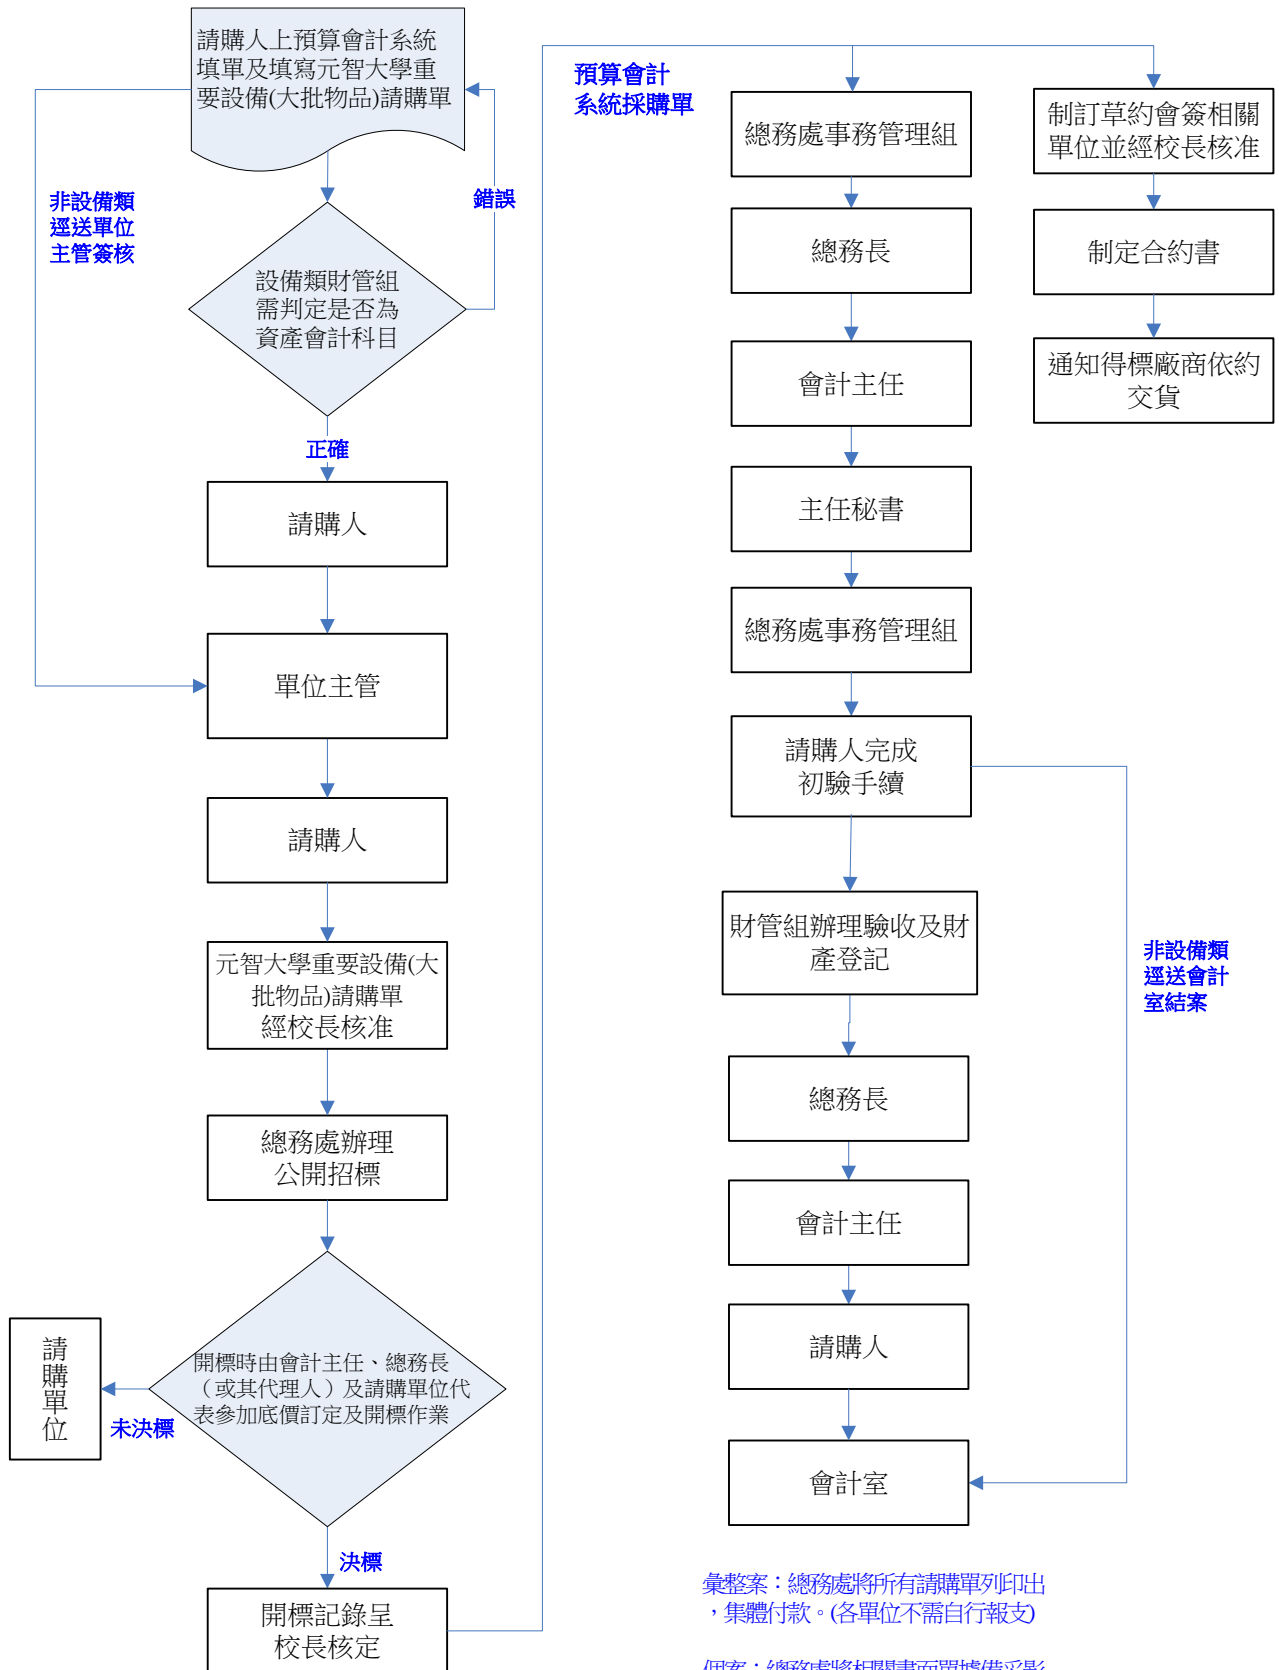 請購人上預算會計系統
填單及填寫元智大學重
要設備(大批物品)請購單
非設備類
逕送單位
主管簽核
錯誤
設備類財管組
需判定是否為
資產會計科目
正確
請購人
單位主管
請購人
元智大學重要設備(大
批物品)請購單
經校長核准
總務處辦理
公開招標
開標時由會計主任、總務長
（或其代理人）及請購單位代
表參加底價訂定及開標作業
請購單位
未決標
決標
開標記錄呈
校長核定
預算會計
系統採購單
總務處事務管理組
總務長
會計主任
主任秘書
總務處事務管理組
請購人完成
初驗手續
財管組辦理驗收及財
產登記
總務長
會計主任
請購人
會計室
制訂草約會簽相關
單位並經校長核准
制定合約書
通知得標廠商依約
交貨
非設備類
逕送會計
室結案
彙整案：總務處將所有請購單列印出
，集體付款。(各單位不需自行報支)
個案：總務處將相關書面單據備妥影